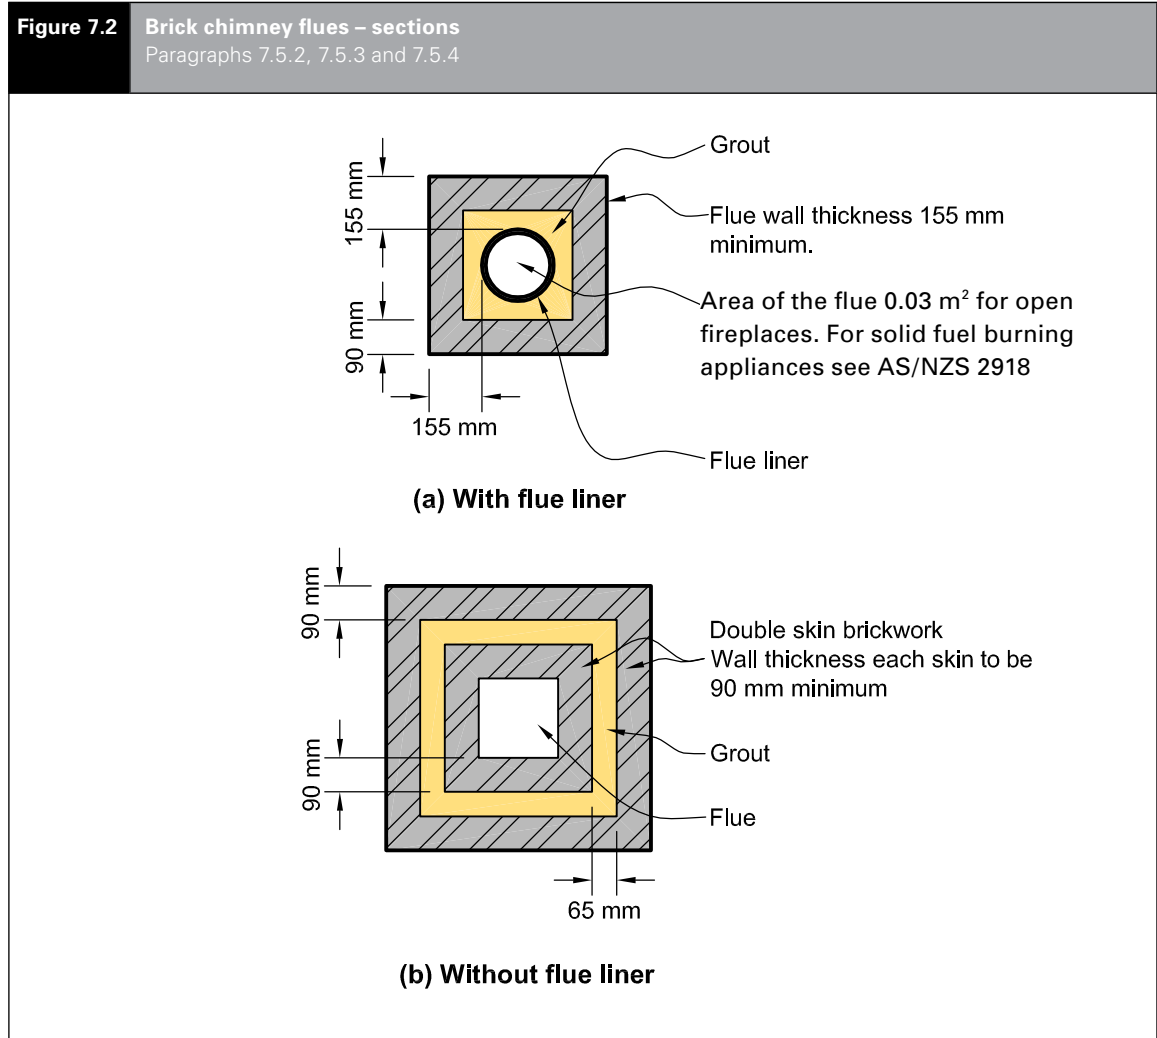 Figure 7.2
Brick chimney flues – sections
Paragraphs 7.5.2, 7.5.3 and 7.5.4
Grout
155 mm
Flue wall thickness 155 mm
minimum.
Area of the flue 0.03 m² for open
fireplaces. For solid fuel burning
appliances see AS/NZS 2918
90 mm
155 mm
Flue liner
(a) With flue liner
90 mm
Double skin brickwork
Wall thickness each skin to be
90 mm minimum
Grout
90 mm
Flue
65 mm
(b) Without flue liner